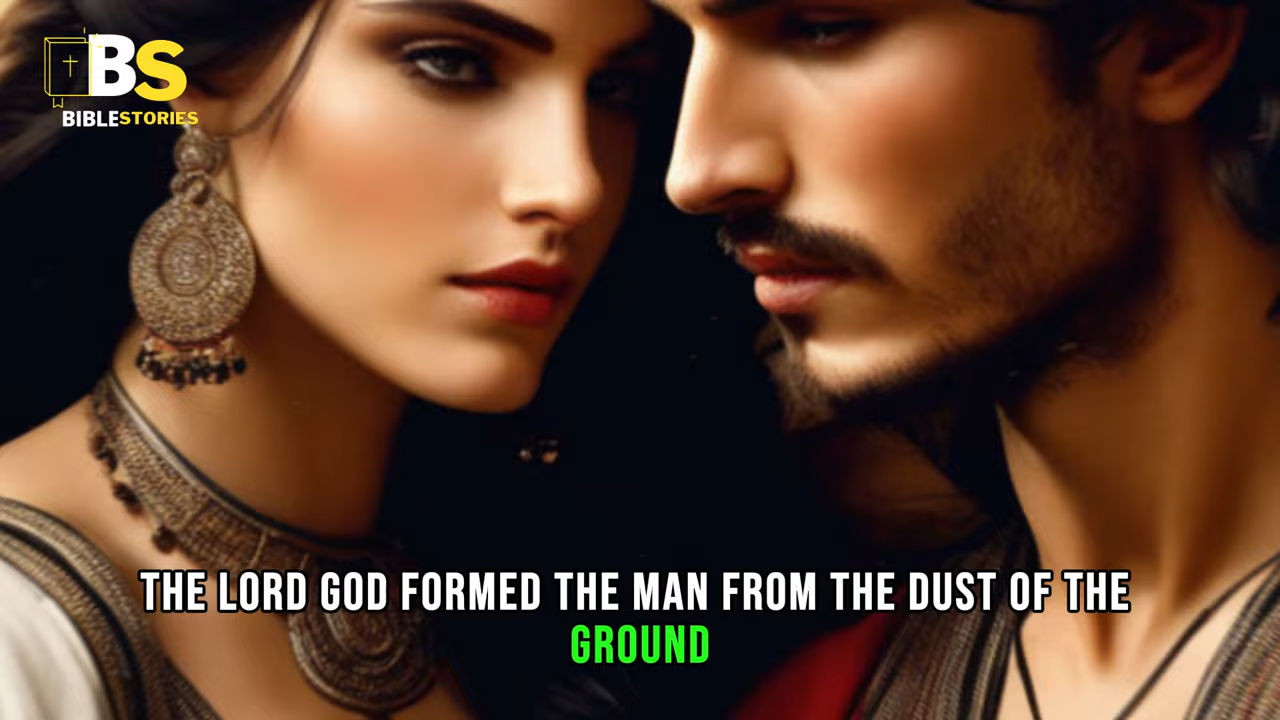 BS
BIBLESTORIES
THE LORD GOD FORMED THE MAN FROM THE DUST OF THE
GROUND